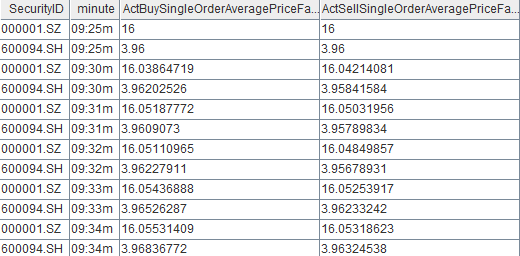 SecurityID minute ActBuySingleOrderAveragePriceFa... ActSellSingleOrderAveragePriceFa...
000001.SZ 09:25m 16 16
600094.SH 09:25m 3.96 3.96
000001.SZ 09:30m 16.03864719 16.04214081
600094.SH 09:30m 3.96202526 3.95841584
000001.SZ 09:31m 16.05187772 16.05031956
600094.SH 09:31m 3.9609073 3.95789834
000001.SZ 09:32m 16.05110965 16.04849857
600094.SH 09:32m 3.96227911 3.95678931
000001.SZ 09:33m 16.05436888 16.05253917
600094.SH 09:33m 3.96526287 3.96233242
000001.SZ 09:34m 16.05531409 16.05318623
600094.SH 09:34m 3.96836772 3.96324538